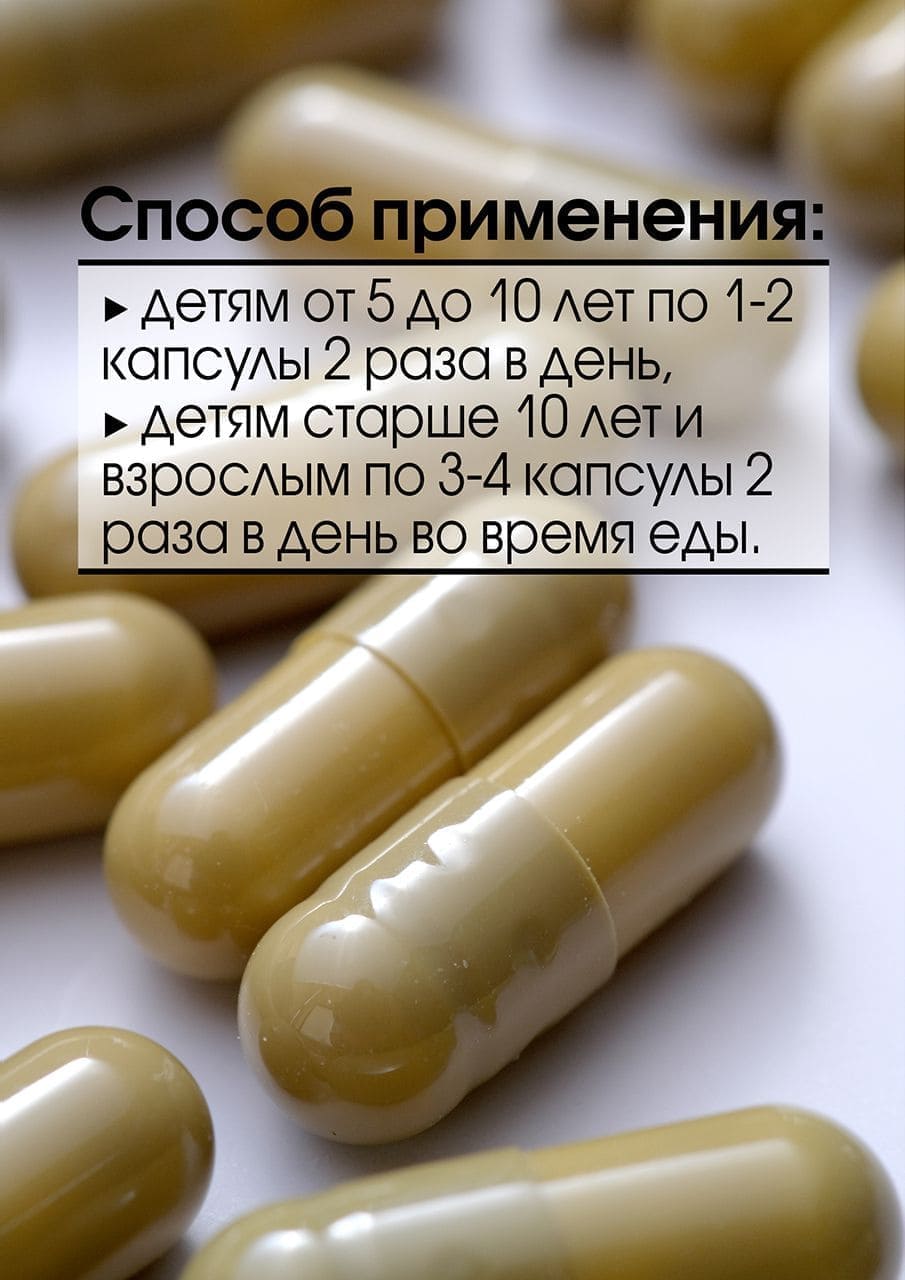 Способ применения:
▸ детям от 5 до 10 лет по 1-2
капсулы 2 раза в день,
▸ детям старше 10 лет и
взрослым по 3-4 капсулы 2
раза в день во время еды.